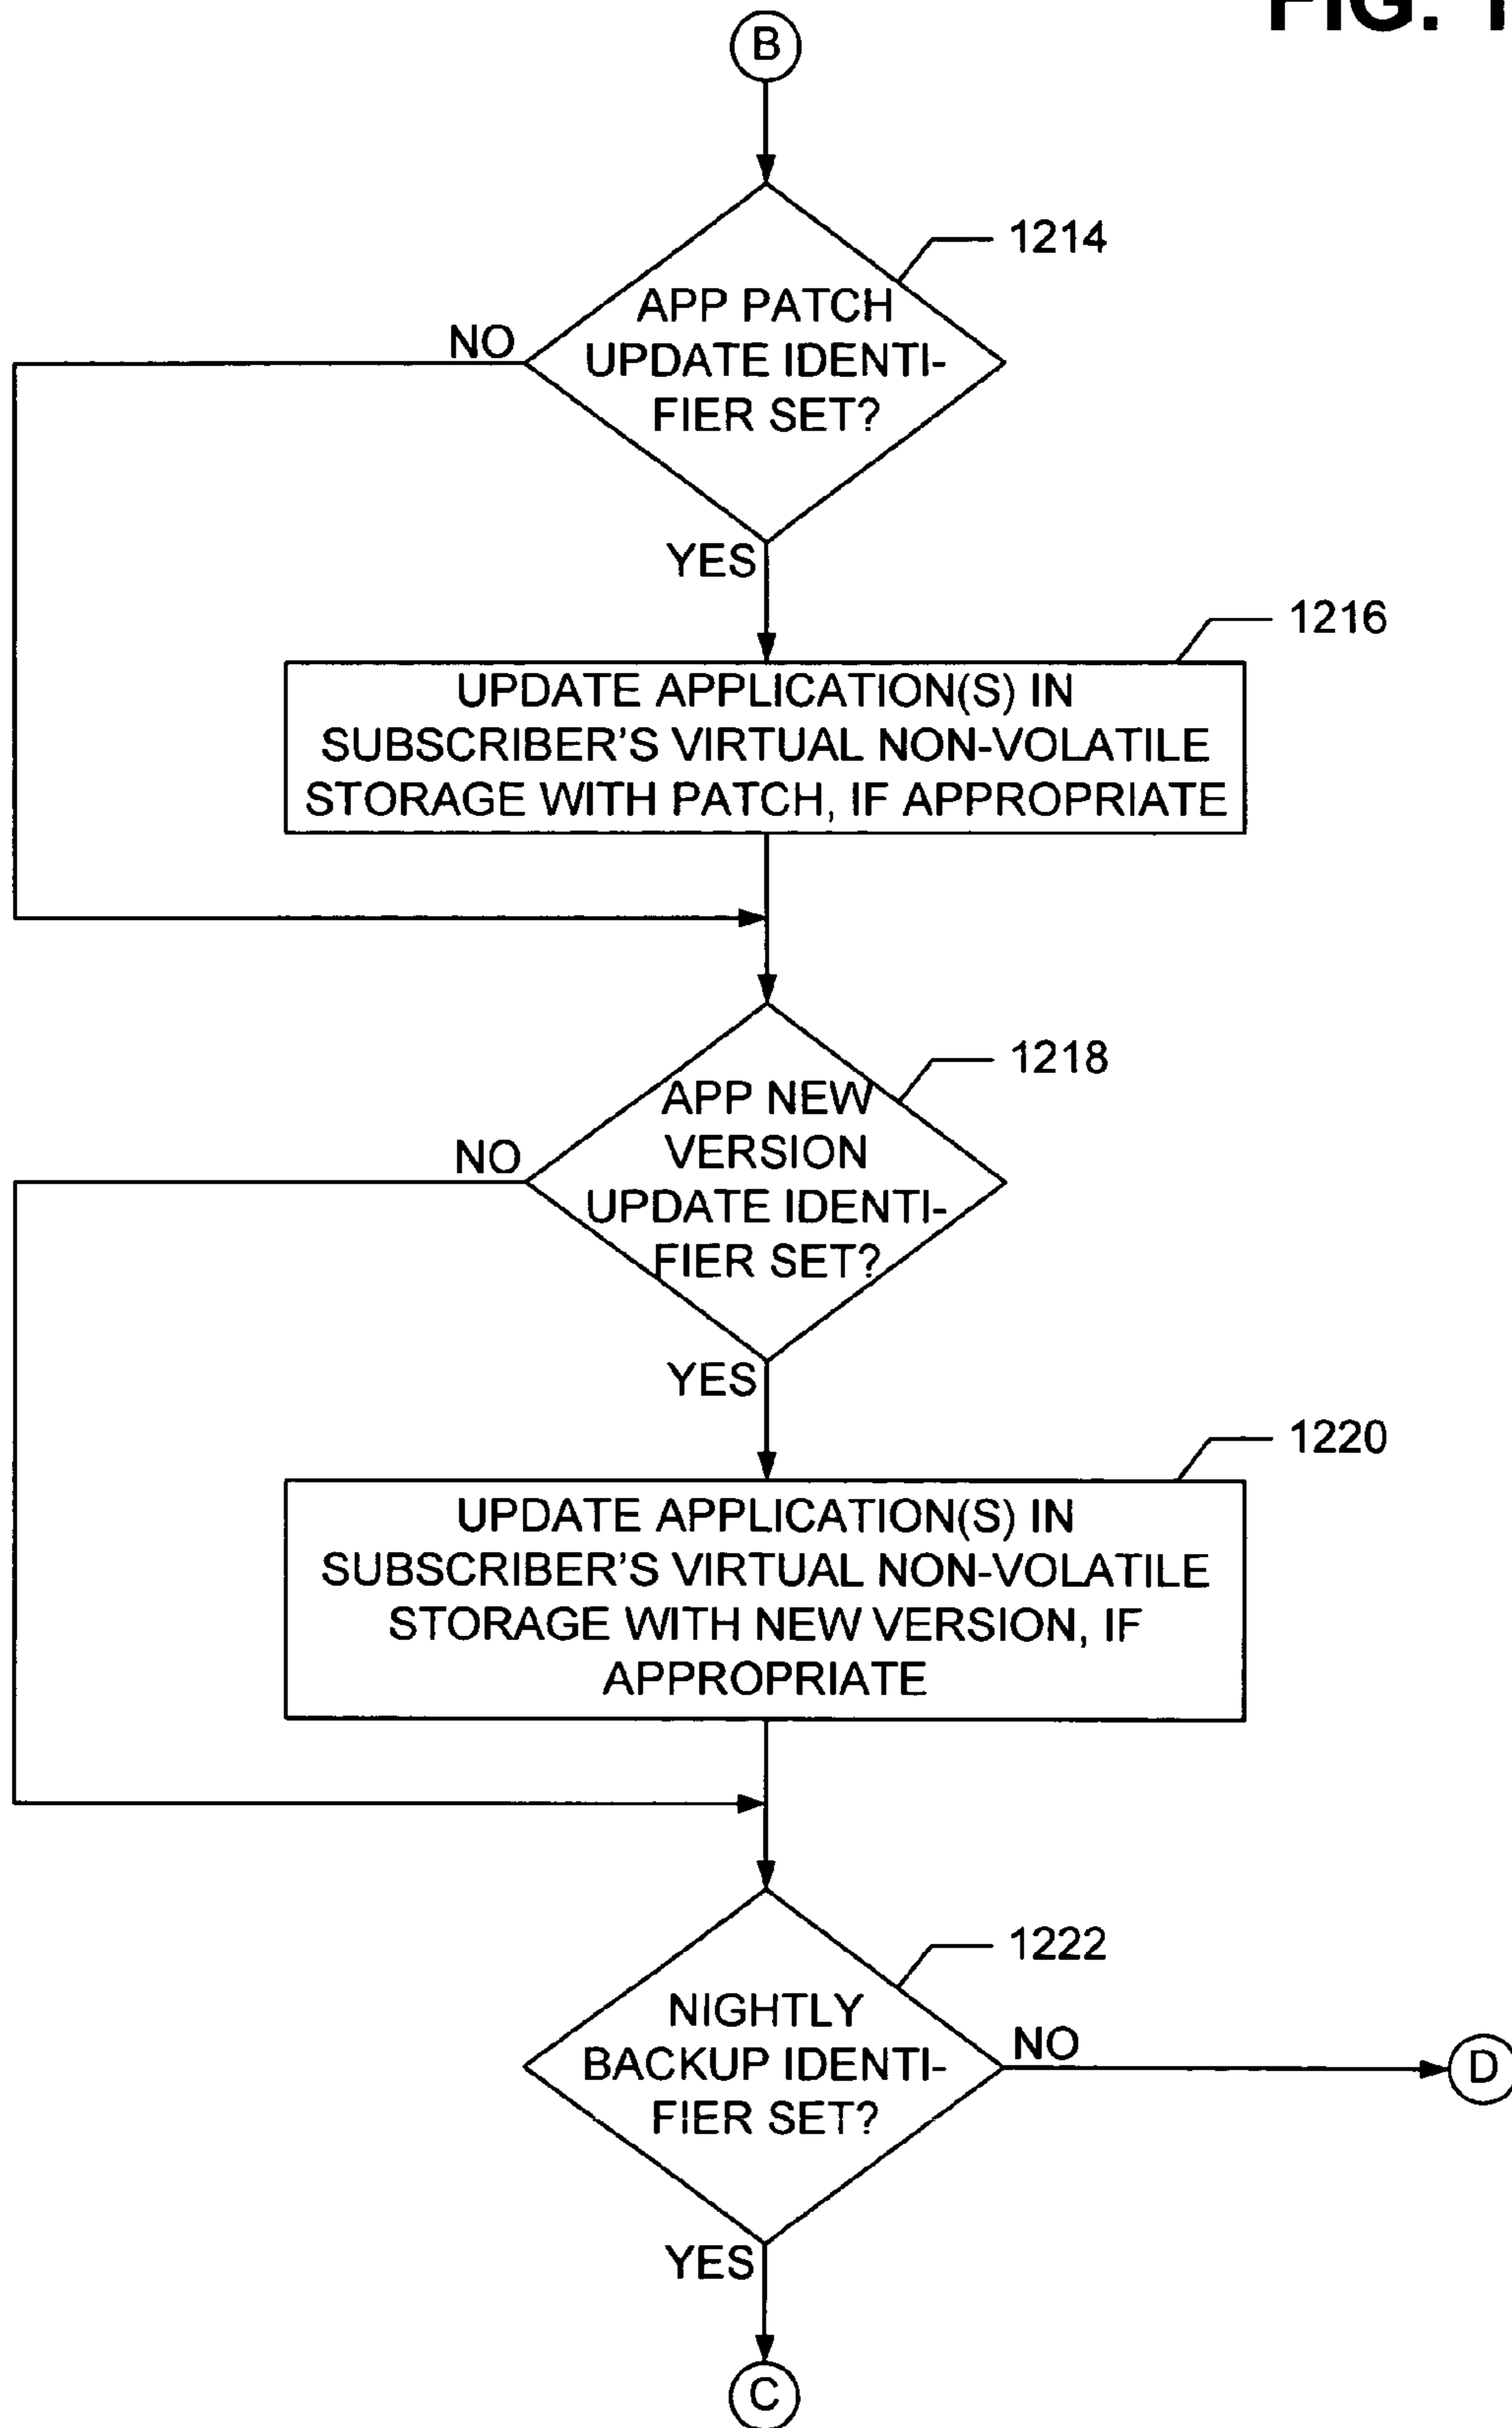 FIG. 1
B
1214
APP PATCH
UPDATE IDENTI-
FIER SET?
NO
YES
1216
UPDATE APPLICATION(S) IN
SUBSCRIBER'S VIRTUAL NON-VOLATILE
STORAGE WITH PATCH, IF APPROPRIATE
1218
APP NEW
VERSION
UPDATE IDENTI-
FIER SET?
NO
YES
1220
UPDATE APPLICATION(S) IN
SUBSCRIBER'S VIRTUAL NON-VOLATILE
STORAGE WITH NEW VERSION, IF
APPROPRIATE
1222
NIGHTLY
BACKUP IDENTI-
FIER SET?
NO
D
YES
C